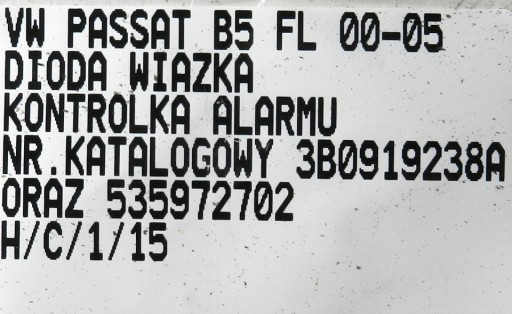 VW PASSAT B5 FL 00-05
DIODA WIAZKA
KONTROLKA ALARMU
NR.KATALOGOWY 3B0919238A
ORAZ 535972702
H/C/1/15